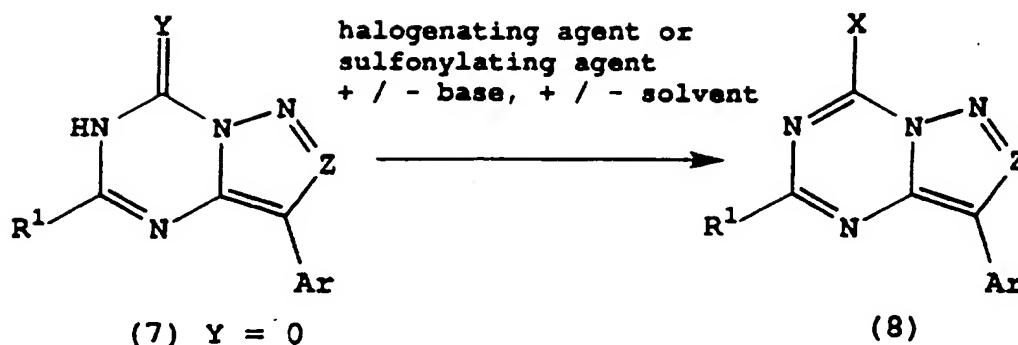 Y
X
halogenating agent or
sulfonylating agent
+ / - base, + / - solvent
HN
N
N
Z
R¹
N
Ar
N
N
N
Z
R¹
N
Ar
(7) Y = O
(8)